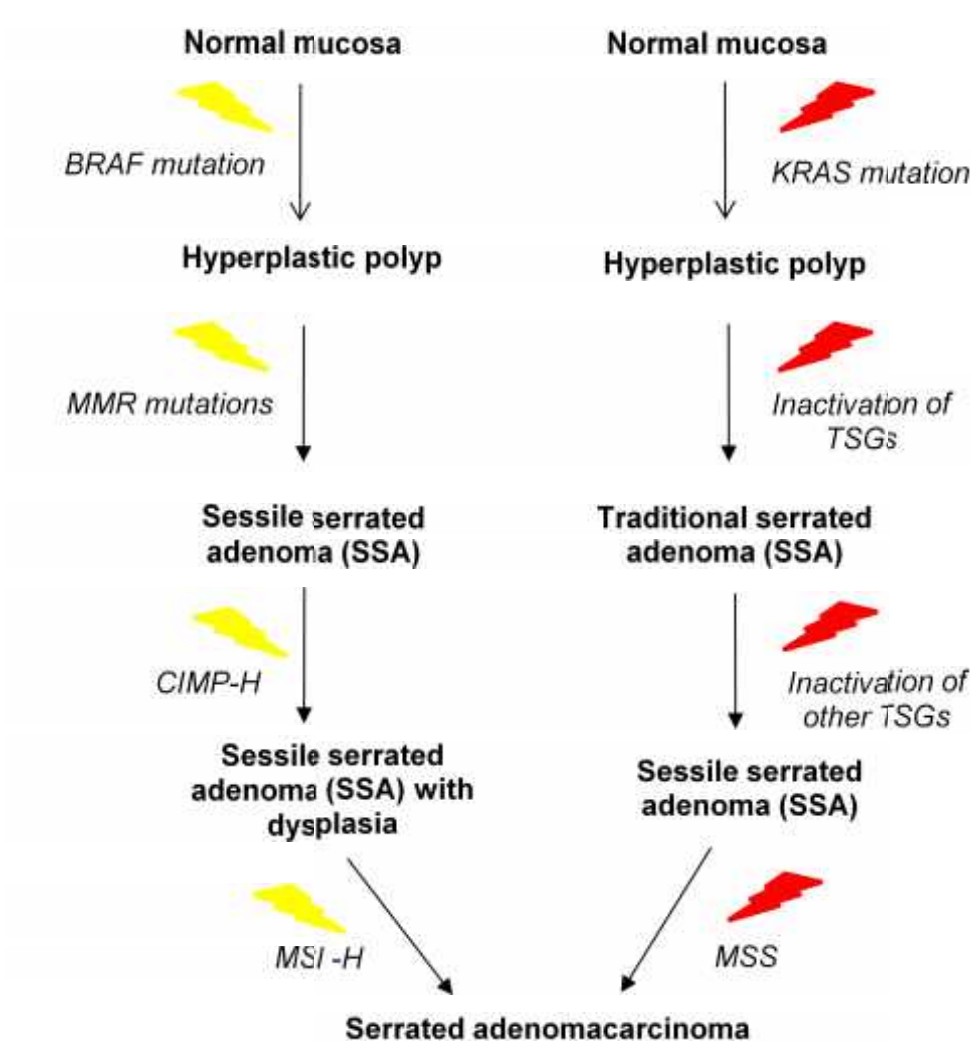 Normal mucosa
Normal mucosa
BRAF mutation
KRAS mutation
Hyperplastic polyp
Hyperplastic polyp
MMR mutations
Inactivation of
TSGs
Sessile serrated
adenoma (SSA)
Traditional serrated
adenoma (SSA)
CIMP-H
Inactivation of
other TSGs
Sessile serrated
adenoma (SSA) with
dysplasia
Sessile serrated
adenoma (SSA)
MSI -H
MSS
Serrated adenomacarcinoma